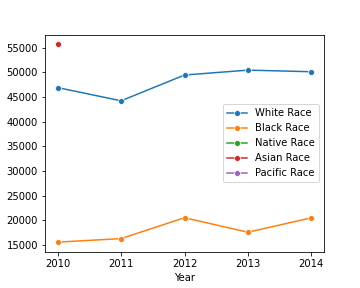 55000
50000
45000
40000
35000
30000
25000
20000
15000
White Race
Black Race
Native Race
Asian Race
Pacific Race
2010 2011 2012 2013 2014
Year